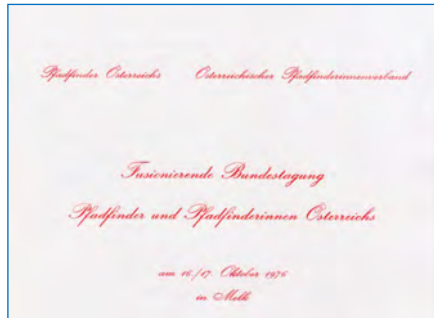 Pfadfinder Österreichs Österreichischer Pfadfinderinnenverband
Fusionierende Bundestagung
Pfadfinder und Pfadfinderinnen Österreichs
am 16./17. Oktober 1976
in Melk